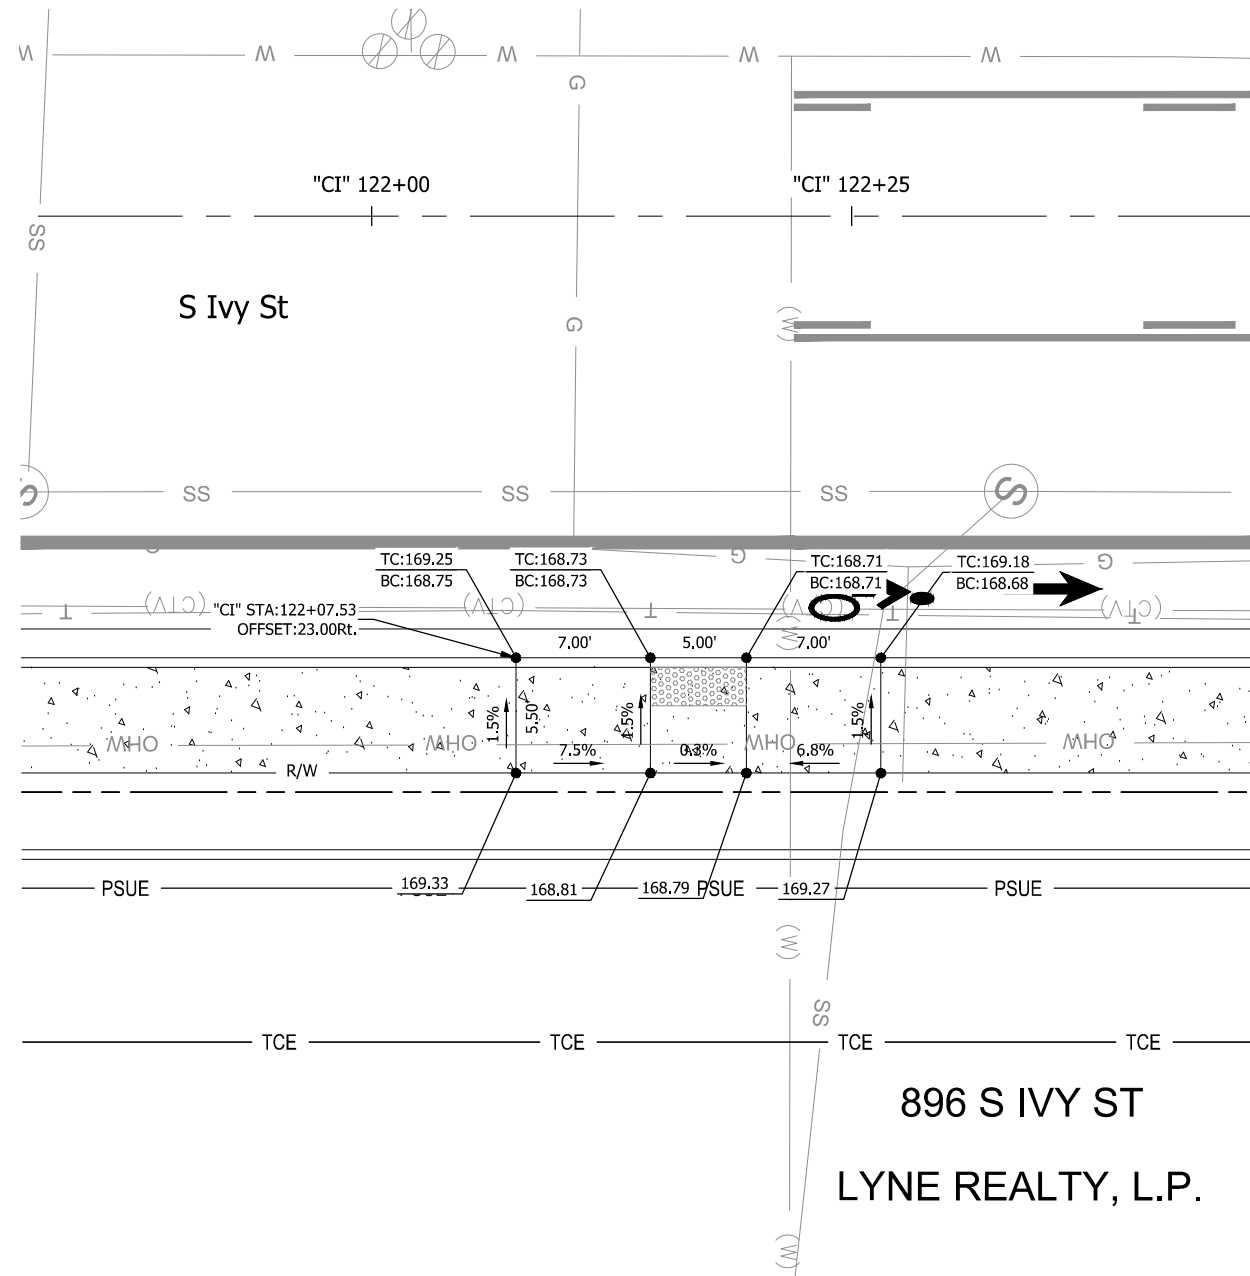 W W W W W
G
"CI" 122+00 "CI" 122+25
SS
S Ivy St
G (W)
S SS SS SS S
G G
TC:169.25 TC:168.73 TC:168.71 TC:169.18
BC:168.75 BC:168.73 BC:168.71 BC:168.68
T (CTV) (CTV) T T (CTV) T
"CI" STA:122+07.53
OFFSET:23.00Rt.
(W)
7.00' 5.00' 7.00'
1.5% 5.50' 1.5% 1.5%
OHW OHW OHW OHW
7.5% 0.3% 6.8%
R/W
PSUE 169.33 168.81 168.79 PSUE 169.27 PSUE
(W)
SS
TCE TCE TCE TCE
896 S IVY ST
LYNE REALTY, L.P.
(W)